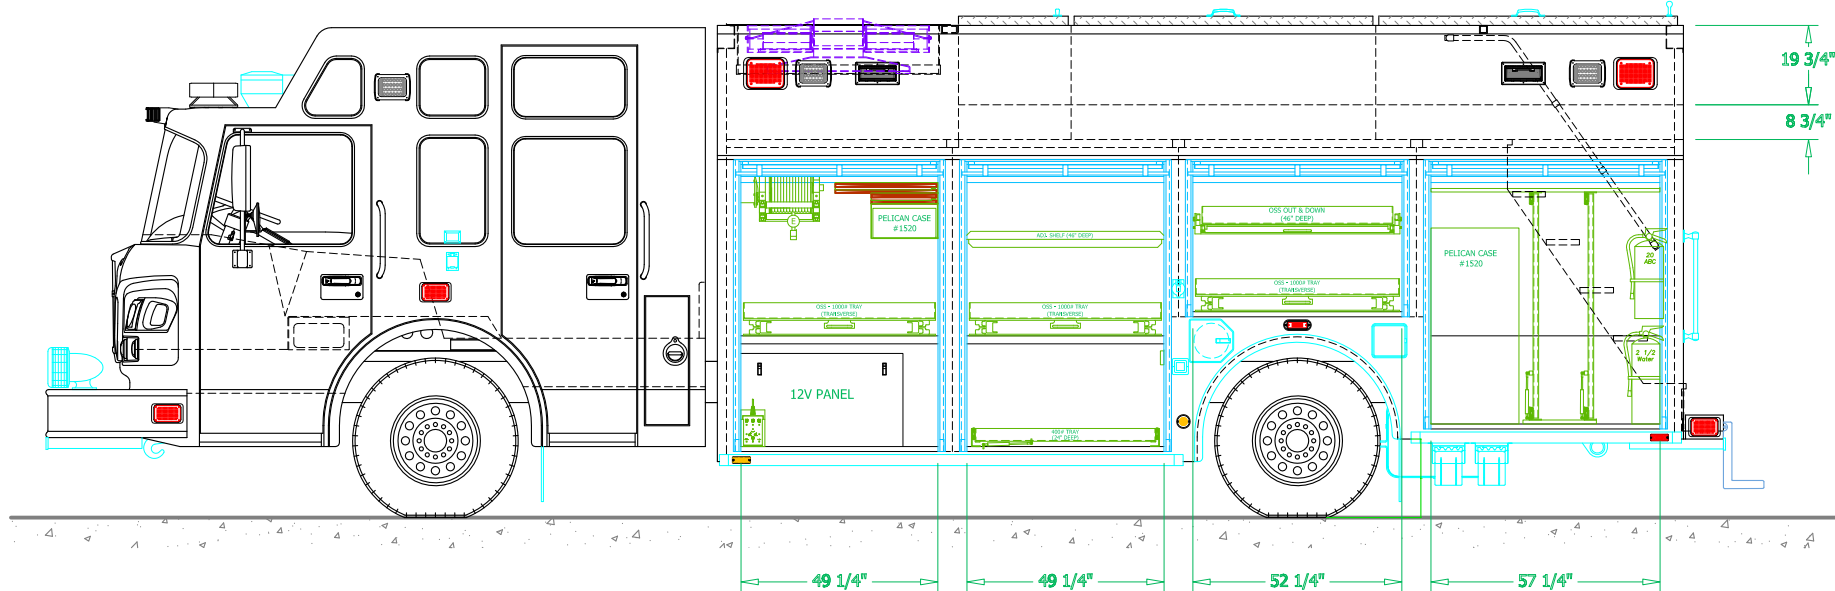 19 3/4"
8 3/4"
E
PELICAN CASE
#1520
ADJ. SHELF (46" DEEP)
OSS OUT & DOWN
(46" DEEP)
PELICAN CASE
#1520
20
ABC
OSS • 1000# TRAY
(TRANSVERSE)
OSS • 1000# TRAY
(TRANSVERSE)
OSS • 1000# TRAY
(TRANSVERSE)
2 1/2
Water
12V PANEL
400# TRAY
(24" DEEP)
49 1/4"
49 1/4"
52 1/4"
57 1/4"